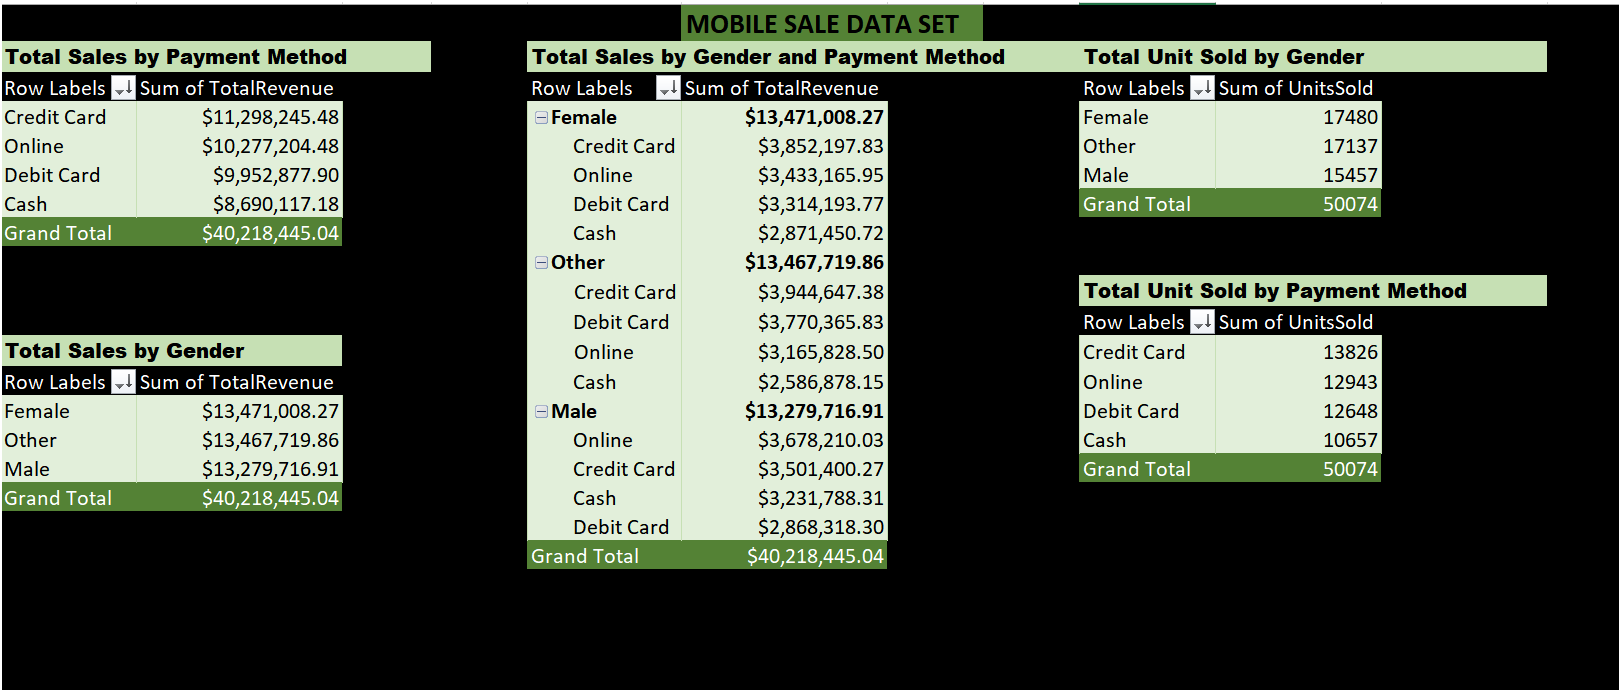 MOBILE SALE DATA SET
Total Sales by Payment Method
Row Labels Sum of TotalRevenue
Credit Card $11,298,245.48
Online $10,277,204.48
Debit Card $9,952,877.90
Cash $8,690,117.18
Grand Total $40,218,445.04
Total Sales by Gender
Row Labels Sum of TotalRevenue
Female $13,471,008.27
Other $13,467,719.86
Male $13,279,716.91
Grand Total $40,218,445.04
Total Sales by Gender and Payment Method
Row Labels Sum of TotalRevenue
Female $13,471,008.27
Credit Card $3,852,197.83
Online $3,433,165.95
Debit Card $3,314,193.77
Cash $2,871,450.72
Other $13,467,719.86
Credit Card $3,944,647.38
Debit Card $3,770,365.83
Online $3,165,828.50
Cash $2,586,878.15
Male $13,279,716.91
Online $3,678,210.03
Credit Card $3,501,400.27
Cash $3,231,788.31
Debit Card $2,868,318.30
Grand Total $40,218,445.04
Total Unit Sold by Gender
Row Labels Sum of UnitsSold
Female 17480
Other 17137
Male 15457
Grand Total 50074
Total Unit Sold by Payment Method
Row Labels Sum of UnitsSold
Credit Card 13826
Online 12943
Debit Card 12648
Cash 10657
Grand Total 50074